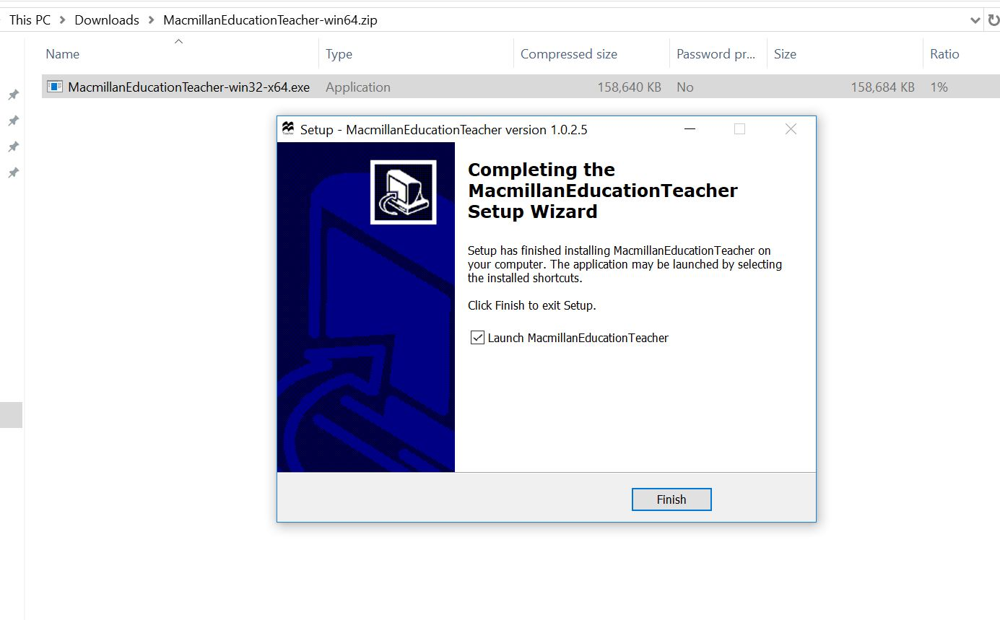 This PC > Downloads > MacmillanEducationTeacher-win64.zip
Name Type Compressed size Password pr... Size Ratio
MacmillanEducationTeacher-win32-x64.exe Application 158,640 KB No 158,684 KB 1%
Setup - MacmillanEducationTeacher version 1.0.2.5
Completing the
MacmillanEducationTeacher
Setup Wizard
Setup has finished installing MacmillanEducationTeacher on
your computer. The application may be launched by selecting
the installed shortcuts.
Click Finish to exit Setup.
Launch MacmillanEducationTeacher
Finish